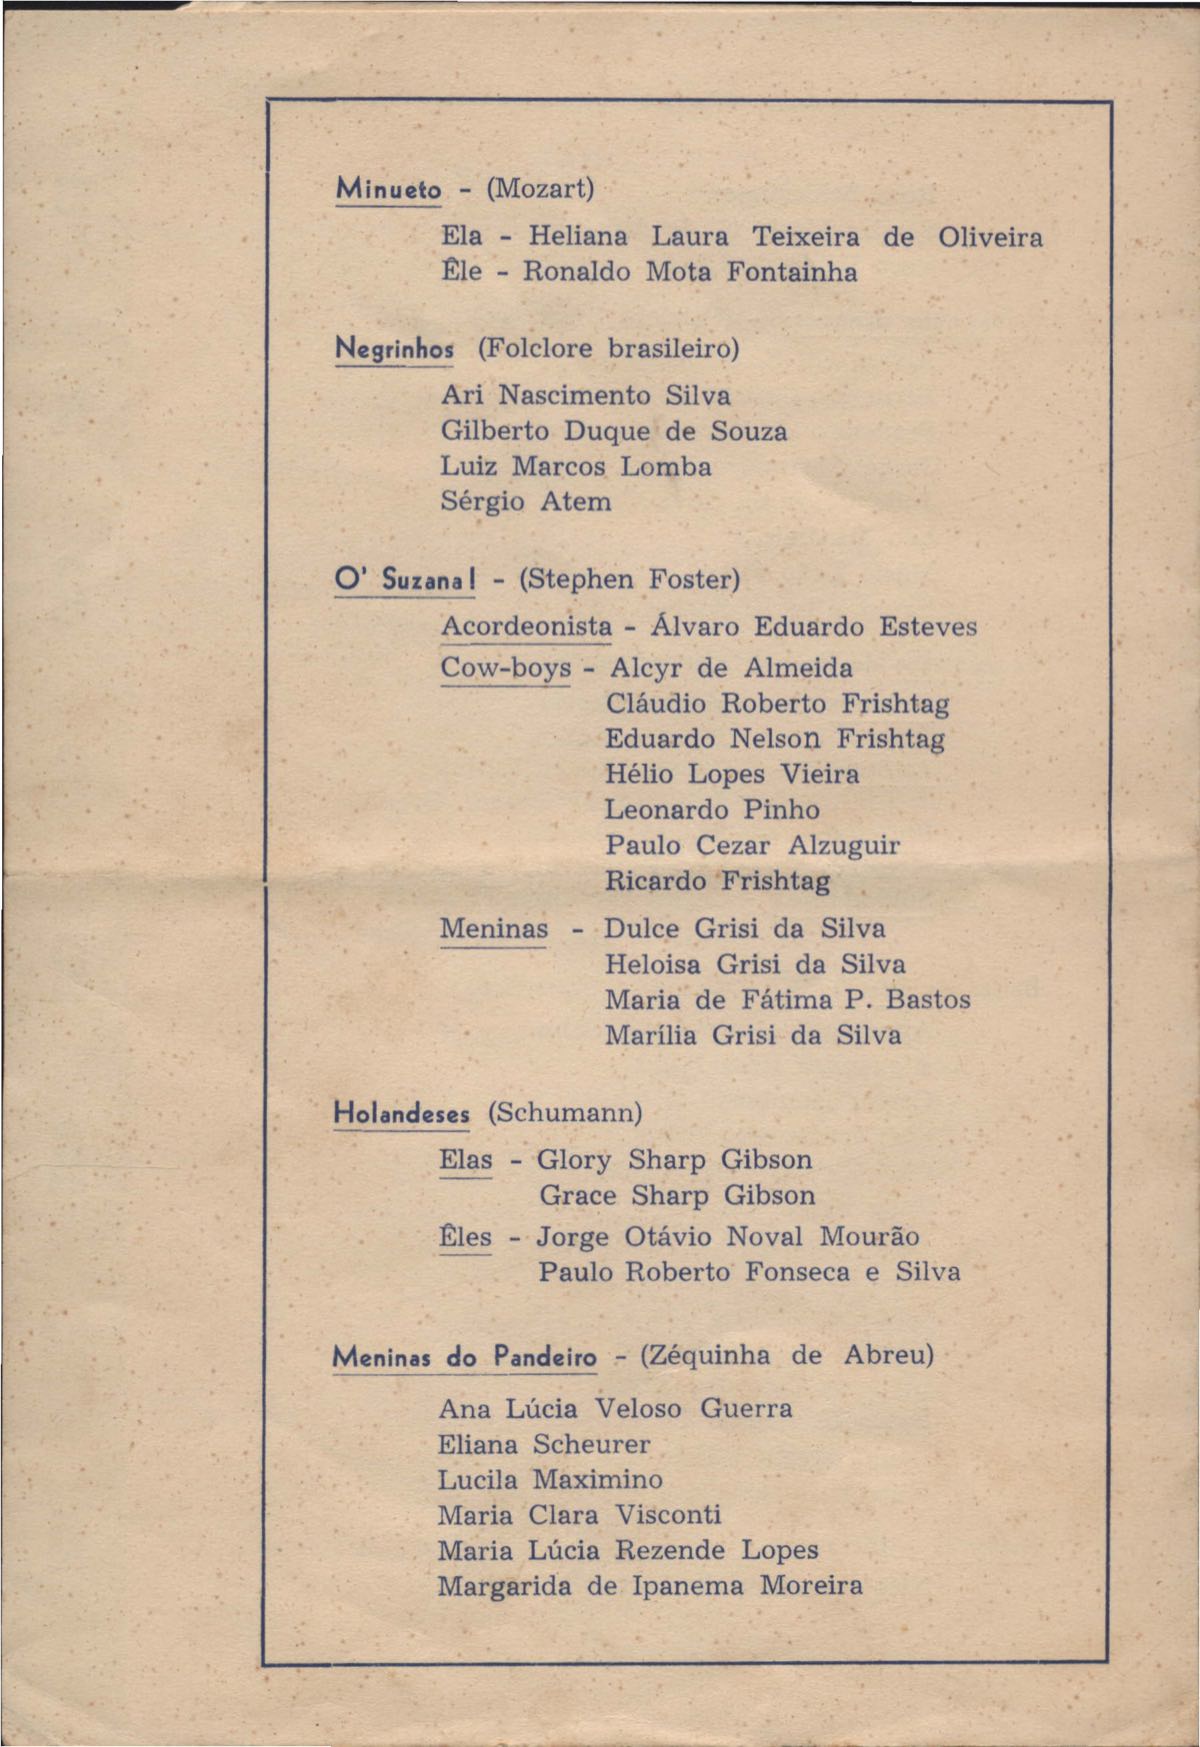 Minueto - (Mozart)
Ela - Heliana Laura Teixeira de Oliveira
Êle - Ronaldo Mota Fontainha
Negrinhos (Folclore brasileiro)
Ari Nascimento Silva
Gilberto Duque de Souza
Luiz Marcos Lomba
Sérgio Atem
O' Suzana! - (Stephen Foster)
Acordeonista - Álvaro Eduardo Esteves
Cow-boys - Alcyr de Almeida
Cláudio Roberto Frishtag
Eduardo Nelson Frishtag
Hélio Lopes Vieira
Leonardo Pinho
Paulo Cezar Alzuguir
Ricardo Frishtag
Meninas - Dulce Grisi da Silva
Heloisa Grisi da Silva
Maria de Fátima P. Bastos
Marília Grisi da Silva
Holandeses (Schumann)
Elas - Glory Sharp Gibson
Grace Sharp Gibson
Êles - Jorge Otávio Noval Mourão
Paulo Roberto Fonseca e Silva
Meninas do Pandeiro - (Zéquinha de Abreu)
Ana Lúcia Veloso Guerra
Eliana Scheurer
Lucila Maximino
Maria Clara Visconti
Maria Lúcia Rezende Lopes
Margarida de Ipanema Moreira